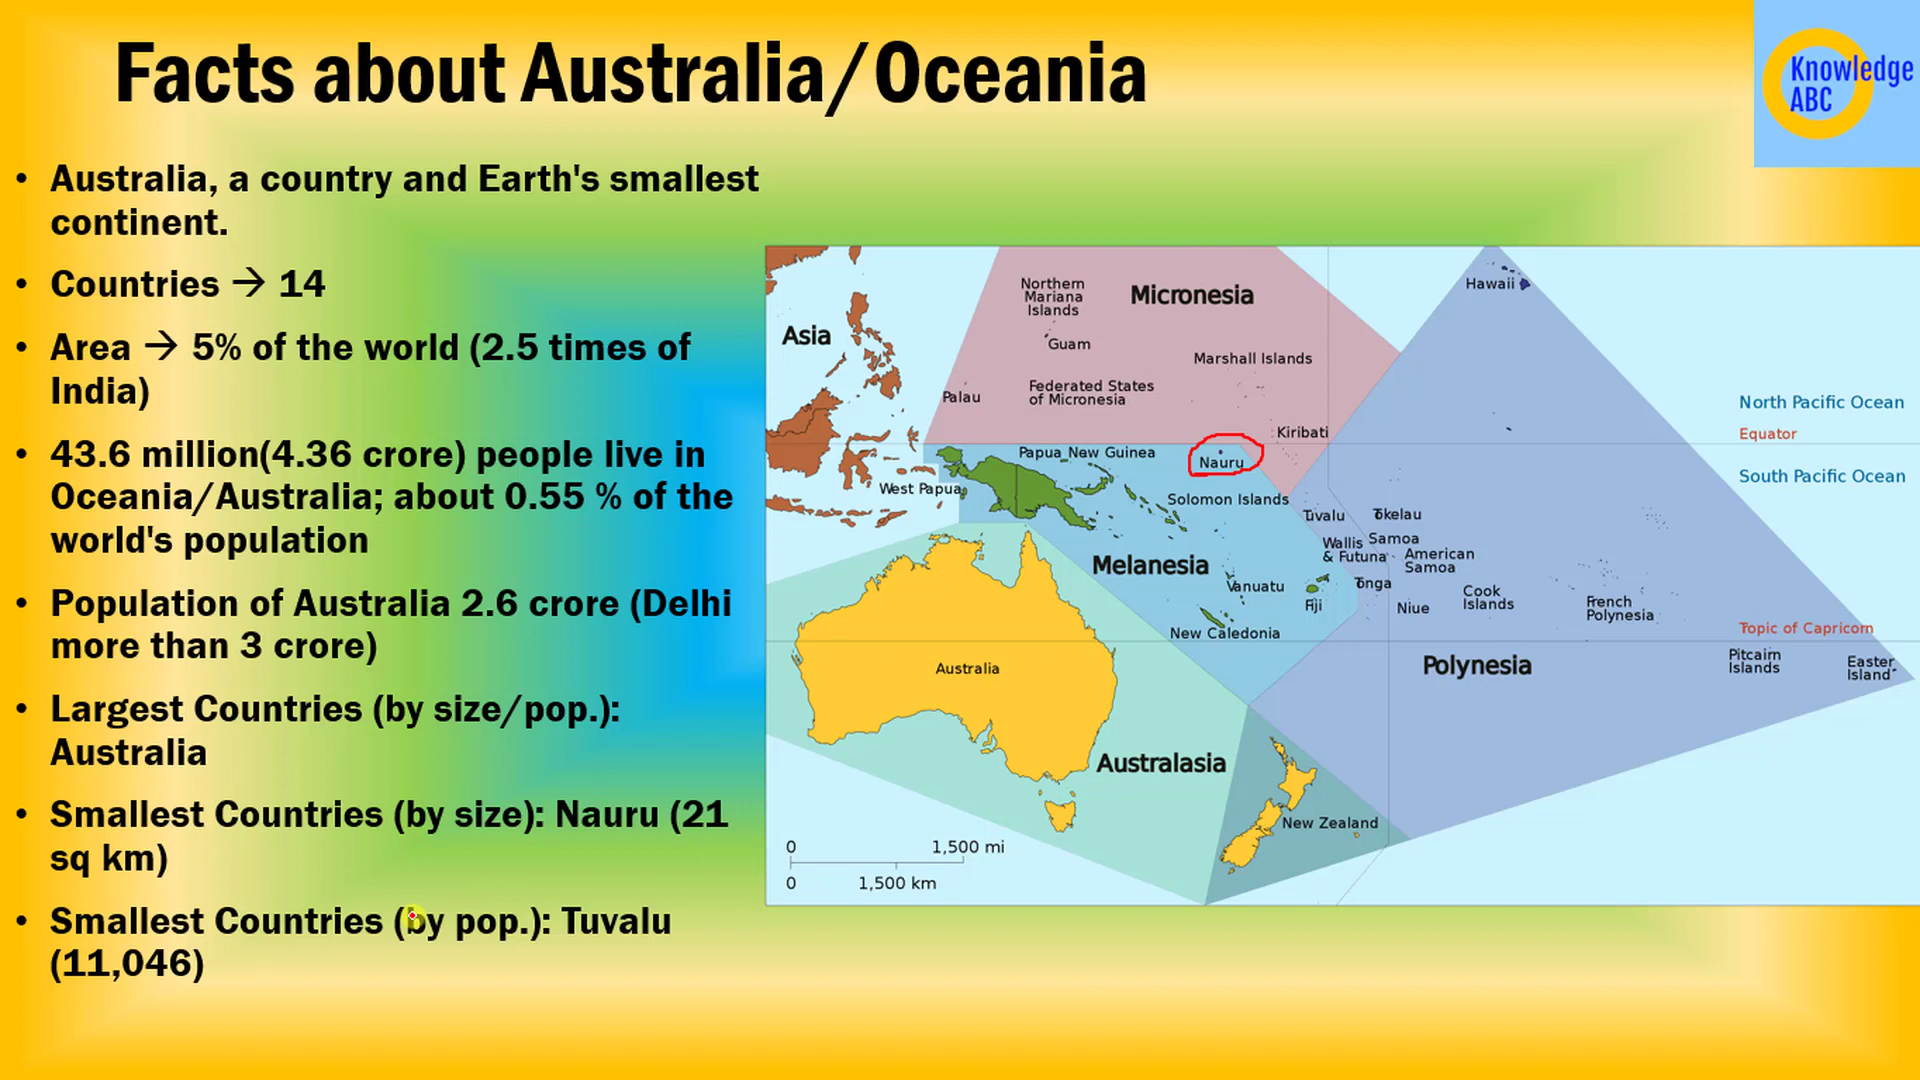 Facts about Australia/Oceania
Knowledge
ABC
• Australia, a country and Earth's smallest
continent.
• Countries → 14
• Area → 5% of the world (2.5 times of
India)
• 43.6 million(4.36 crore) people live in
Oceania/Australia; about 0.55 % of the
world's population
• Population of Australia 2.6 crore (Delhi
more than 3 crore)
• Largest Countries (by size/pop.):
Australia
• Smallest Countries (by size): Nauru (21
sq km)
• Smallest Countries (by pop.): Tuvalu
(11,046)
Asia
Northern
Mariana
Islands
Micronesia
Hawaii
Guam
Marshall Islands
Palau
Federated States
of Micronesia
North Pacific Ocean
Kiribati
Equator
Papua New Guinea
Nauru
South Pacific Ocean
West Papua
Solomon Islands
Tuvalu
Tokelau
Wallis
& Futuna
Samoa
American
Samoa
Melanesia
Vanuatu
Tonga
Fiji
Niue
Cook
Islands
French
Polynesia
New Caledonia
Topic of Capricorn
Australia
Polynesia
Pitcairn
Islands
Easter
Island
Australasia
New Zealand
0 1,500 mi
0 1,500 km